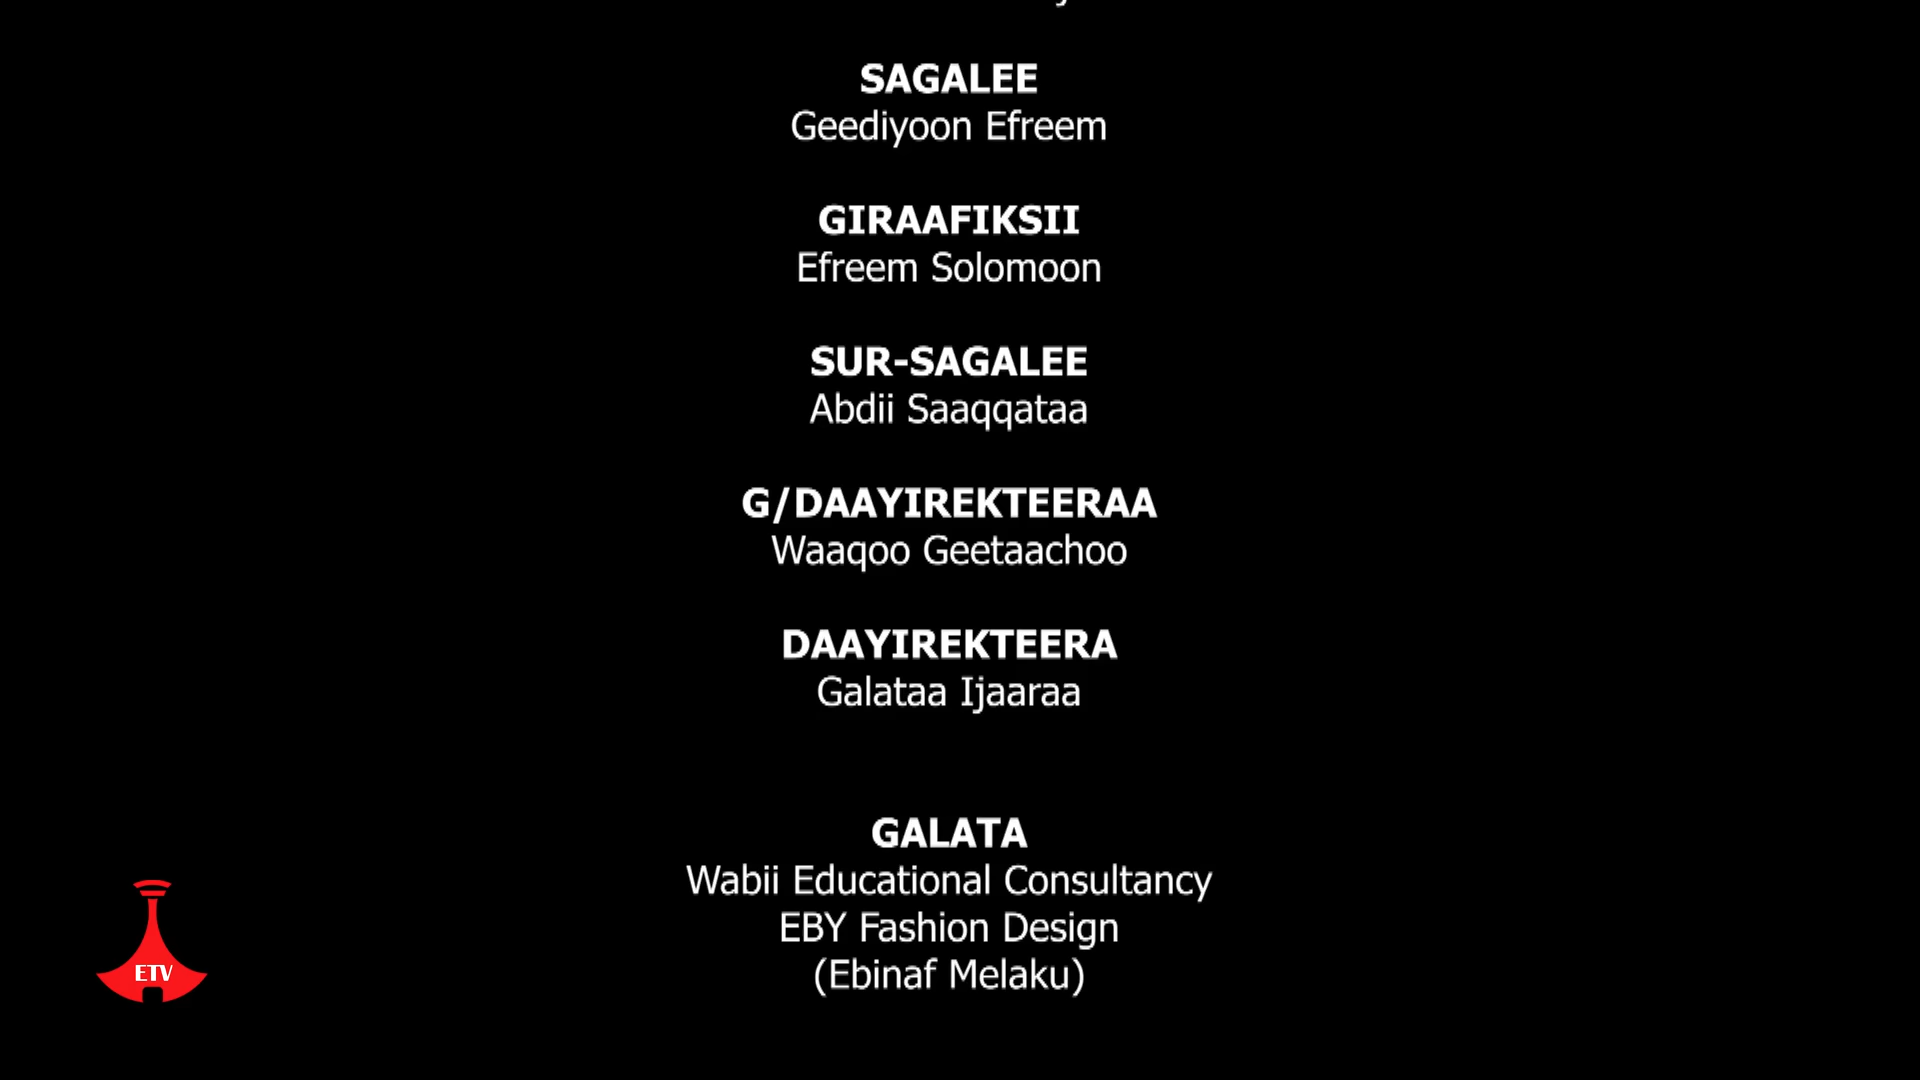 SAGALEE
Geediyoon Efreem
GIRAAFIKSII
Efreem Solomoon
SUR-SAGALEE
Abdii Saaqqataa
G/DAAYIREKTEERAA
Waaqoo Geetaachoo
DAAYIREKTEERA
Galataa Ijaaraa
GALATA
Wabii Educational Consultancy
EBY Fashion Design
(Ebinaf Melaku)
ETV